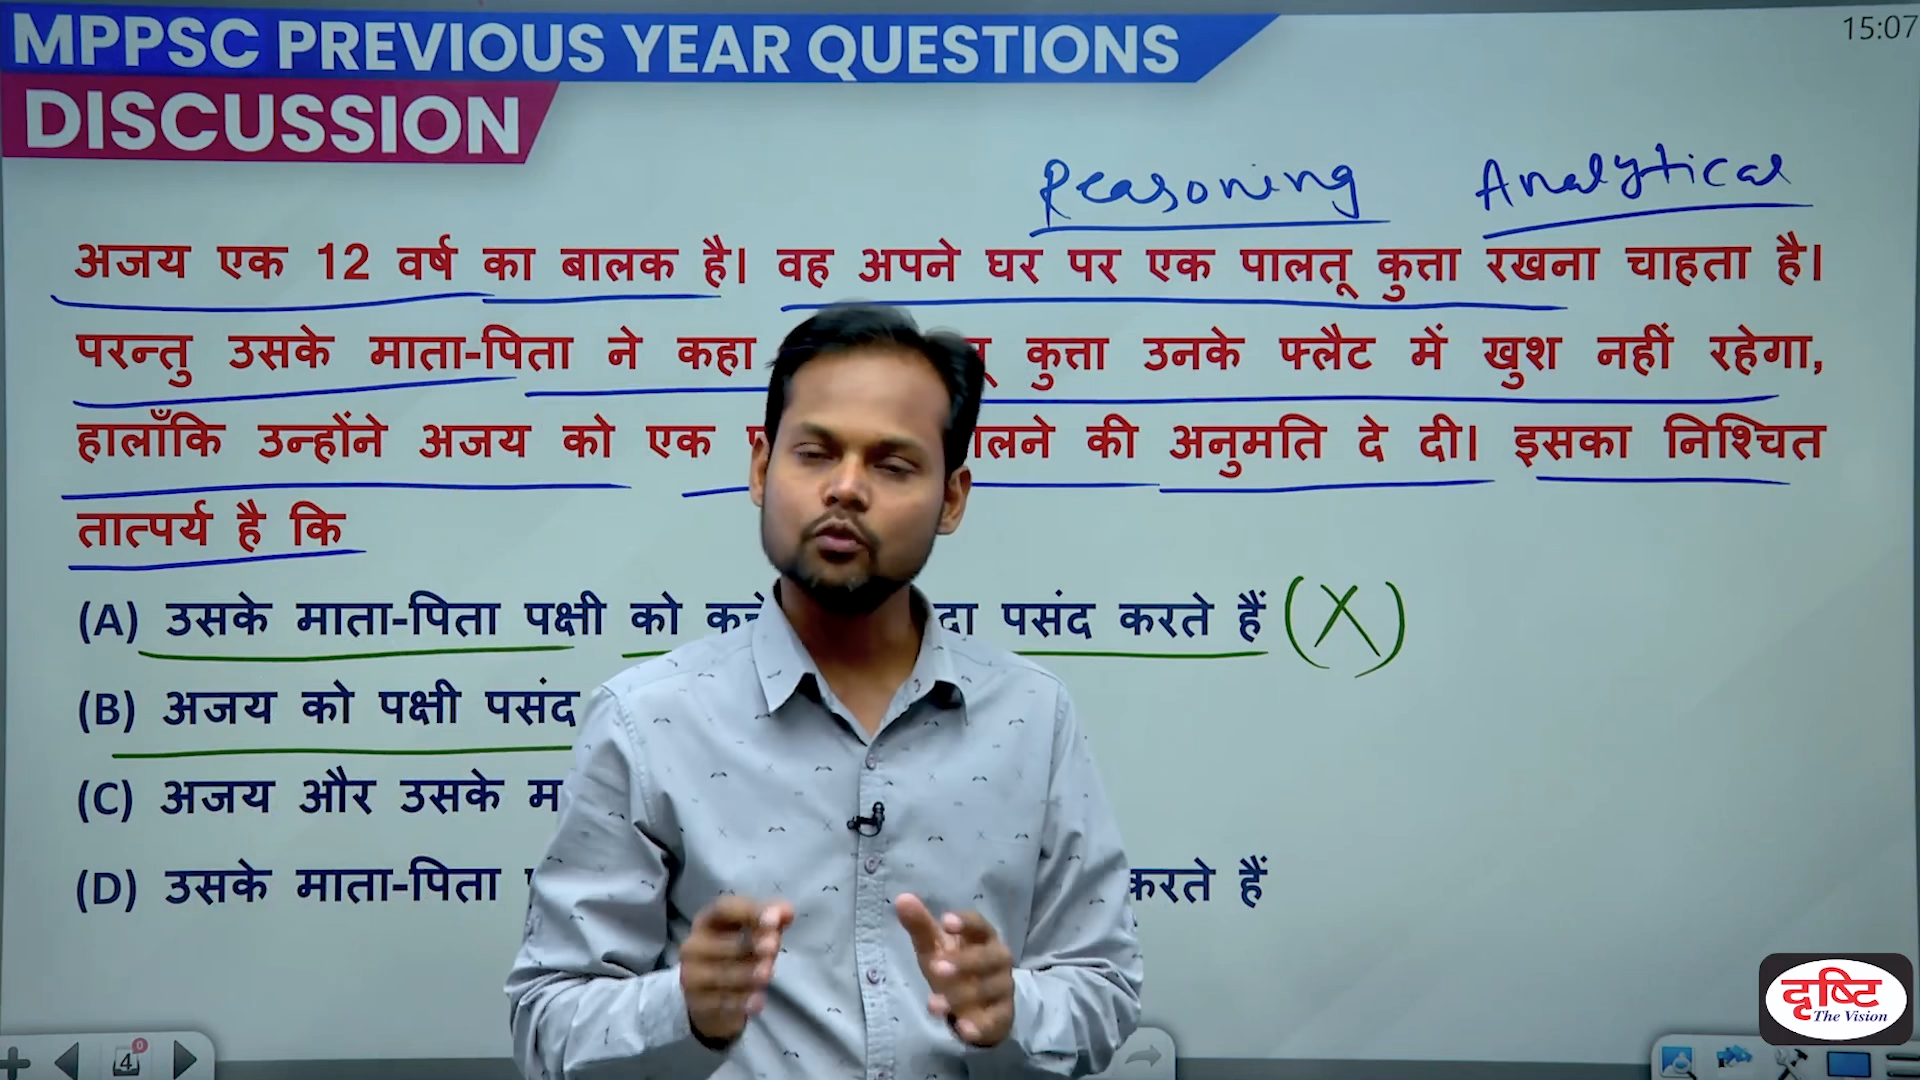 MPPSC PREVIOUS YEAR QUESTIONS
15:07
DISCUSSION
Reasoning Analytical
अजय एक 12 वर्ष का बालक है। वह अपने घर पर एक पालतू कुत्ता रखना चाहता है।
परन्तु उसके माता-पिता ने कहा कुत्ता उनके फ्लैट में खुश नहीं रहेगा,
हालाँकि उन्होंने अजय को एक की अनुमति दे दी। इसका निश्चित
तात्पर्य है कि
(A) उसके माता-पिता पक्षी को पसंद करते हैं (X)
(B) अजय को पक्षी पसंद
(C) अजय और उसके
(D) उसके माता-पिता करते हैं
4
0
दृष्टि
The Vision